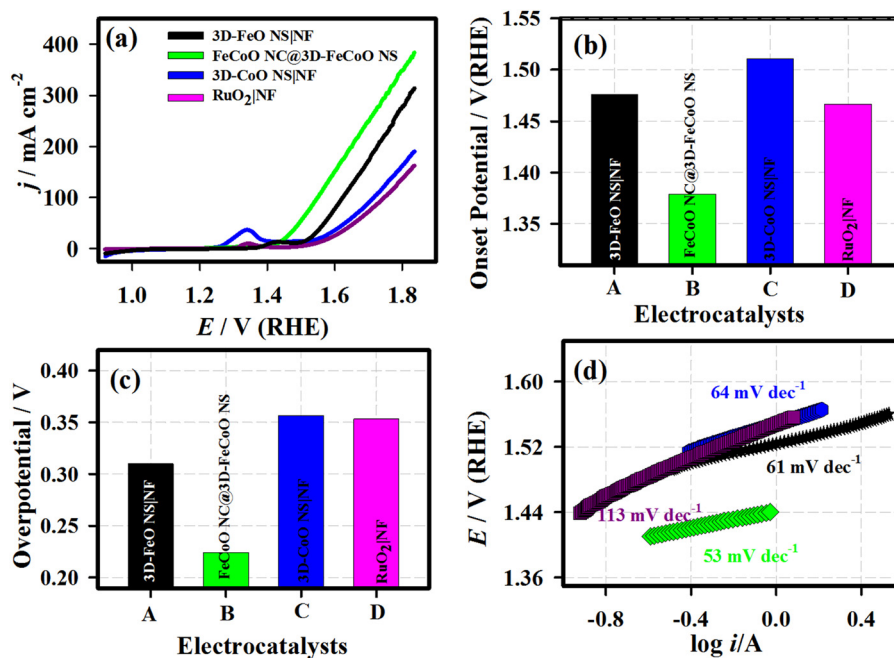 (a)
3D-FeO NS|NF
FeCoO NC@3D-FeCoO NS
3D-CoO NS|NF
RuO2|NF
j / mA cm-2
400
300
200
100
0
1.0 1.2 1.4 1.6 1.8
E / V (RHE)
(b)
Onset Potential / V(RHE)
1.55
1.50
1.45
1.35
3D-FeO NS|NF
FeCoO NC@3D-FeCoO NS
3D-CoO NS|NF
RuO2|NF
A B C D
Electrocatalysts
(c)
Overpotential / V
0.40
0.35
0.30
0.25
0.20
3D-FeO NS|NF
FeCoO NC@3D-FeCoO NS
3D-CoO NS|NF
RuO2|NF
A B C D
Electrocatalysts
(d)
E / V (RHE)
1.60
1.52
1.44
1.36
64 mV dec-1
61 mV dec-1
113 mV dec-1
53 mV dec-1
-0.8 -0.4 0.0 0.4
log i/A